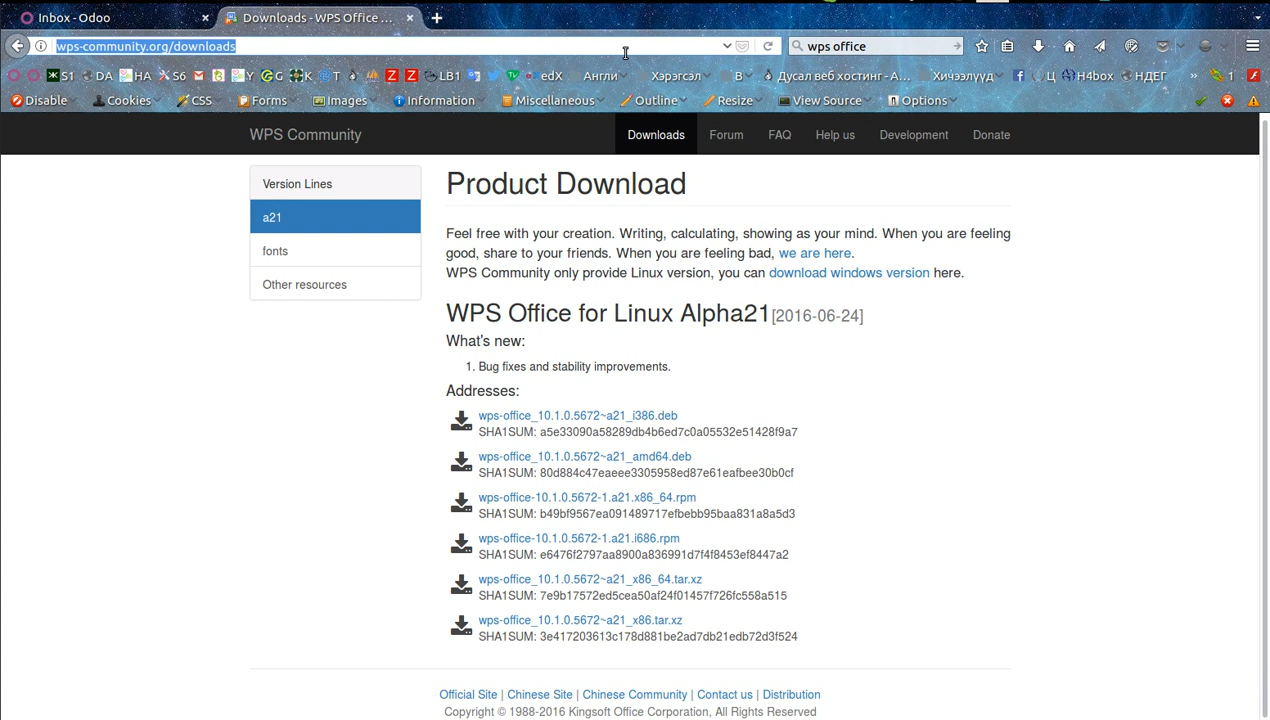 Inbox - Odoo
Downloads - WPS Office ...
wps-community.org/downloads
wps office
S1 DA HA S6 Y G K T LB1 edX Англи Хэрэгсэл В Дусал веб хостинг - А... Хичээлүүд Ц H4box НДЕГ » 1
Disable Cookies CSS Forms Images Information Miscellaneous Outline Resize View Source Options
WPS Community
Downloads Forum FAQ Help us Development Donate
Version Lines
a21
fonts
Other resources
Product Download
Feel free with your creation. Writing, calculating, showing as your mind. When you are feeling
good, share to your friends. When you are feeling bad, we are here.
WPS Community only provide Linux version, you can download windows version here.
WPS Office for Linux Alpha21[2016-06-24]
What's new:
1. Bug fixes and stability improvements.
Addresses:
wps-office_10.1.0.5672~a21_i386.deb
SHA1SUM: a5e33090a58289db4b6ed7c0a05532e51428f9a7
wps-office_10.1.0.5672~a21_amd64.deb
SHA1SUM: 80d884c47eaeee3305958ed87e61eafbee30b0cf
wps-office-10.1.0.5672-1.a21.x86_64.rpm
SHA1SUM: b49bf9567ea091489717efbebb95baa831a8a5d3
wps-office-10.1.0.5672-1.a21.i686.rpm
SHA1SUM: e6476f2797aa8900a836991d7f4f8453ef8447a2
wps-office_10.1.0.5672~a21_x86_64.tar.xz
SHA1SUM: 7e9b17572ed5cea50af24f01457f726fc558a515
wps-office_10.1.0.5672~a21_x86.tar.xz
SHA1SUM: 3e417203613c178d881be2ad7db21edb72d3f524
Official Site | Chinese Site | Chinese Community | Contact us | Distribution
Copyright © 1988-2016 Kingsoft Office Corporation, All Rights Reserved